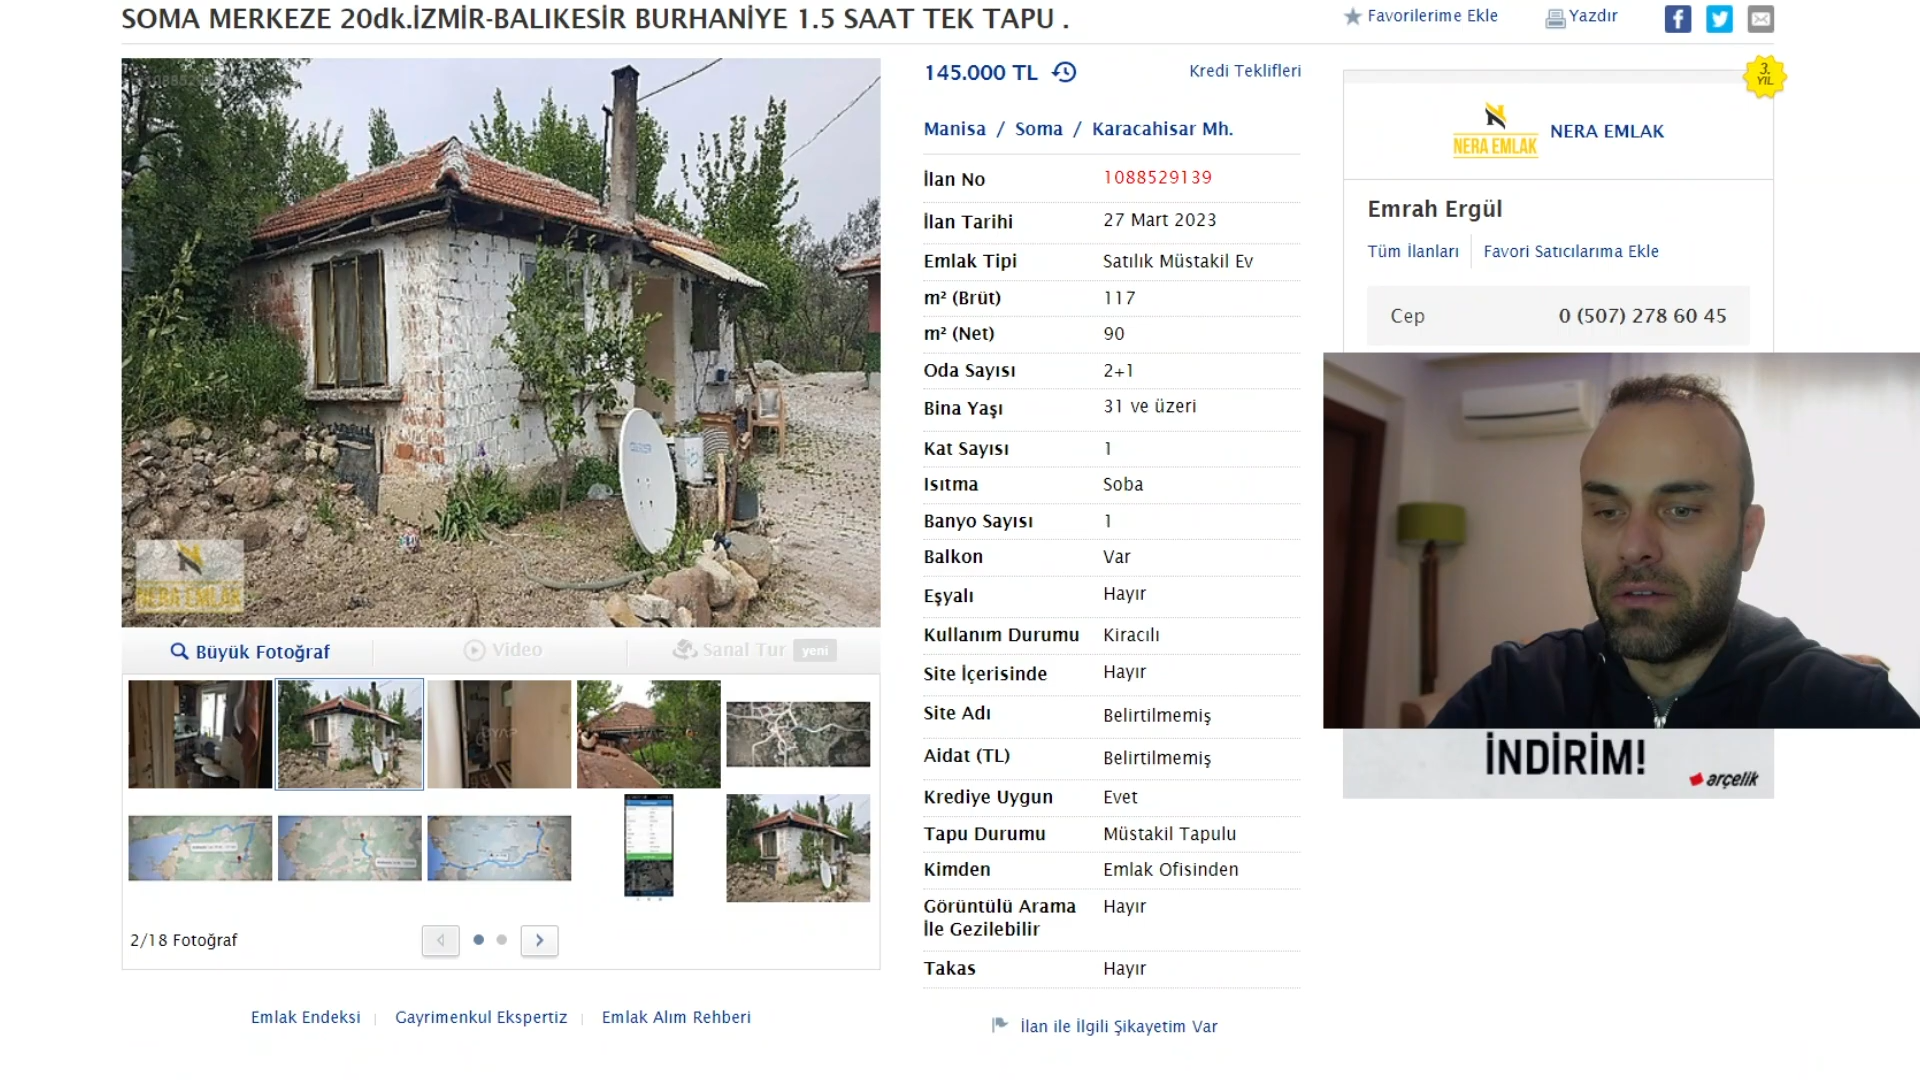 SOMA MERKEZE 20dk.İZMİR-BALIKESİR BURHANİYE 1.5 SAAT TEK TAPU .
Favorilerime Ekle
Yazdır
145.000 TL
Kredi Teklifleri
Manisa / Soma / Karacahisar Mh.
İlan No 1088529139
İlan Tarihi 27 Mart 2023
Emlak Tipi Satılık Müstakil Ev
m² (Brüt) 117
m² (Net) 90
Oda Sayısı 2+1
Bina Yaşı 31 ve üzeri
Kat Sayısı 1
Isıtma Soba
Banyo Sayısı 1
Balkon Var
Eşyalı Hayır
Kullanım Durumu Kiracılı
Site İçerisinde Hayır
Site Adı Belirtilmemiş
Aidat (TL) Belirtilmemiş
Krediye Uygun Evet
Tapu Durumu Müstakil Tapulu
Kimden Emlak Ofisinden
Görüntülü Arama Hayır
İle Gezilebilir
Takas Hayır
İlan ile İlgili Şikayetim Var
3.
YIL
NERA EMLAK
NERA EMLAK
Emrah Ergül
Tüm İlanları
Favori Satıcılarıma Ekle
Cep 0 (507) 278 60 45
İNDİRİM!
arçelik
NERA EMLAK
Büyük Fotoğraf
Video
Sanal Tur yeni
2/18 Fotoğraf
Emlak Endeksi
Gayrimenkul Ekspertiz
Emlak Alım Rehberi